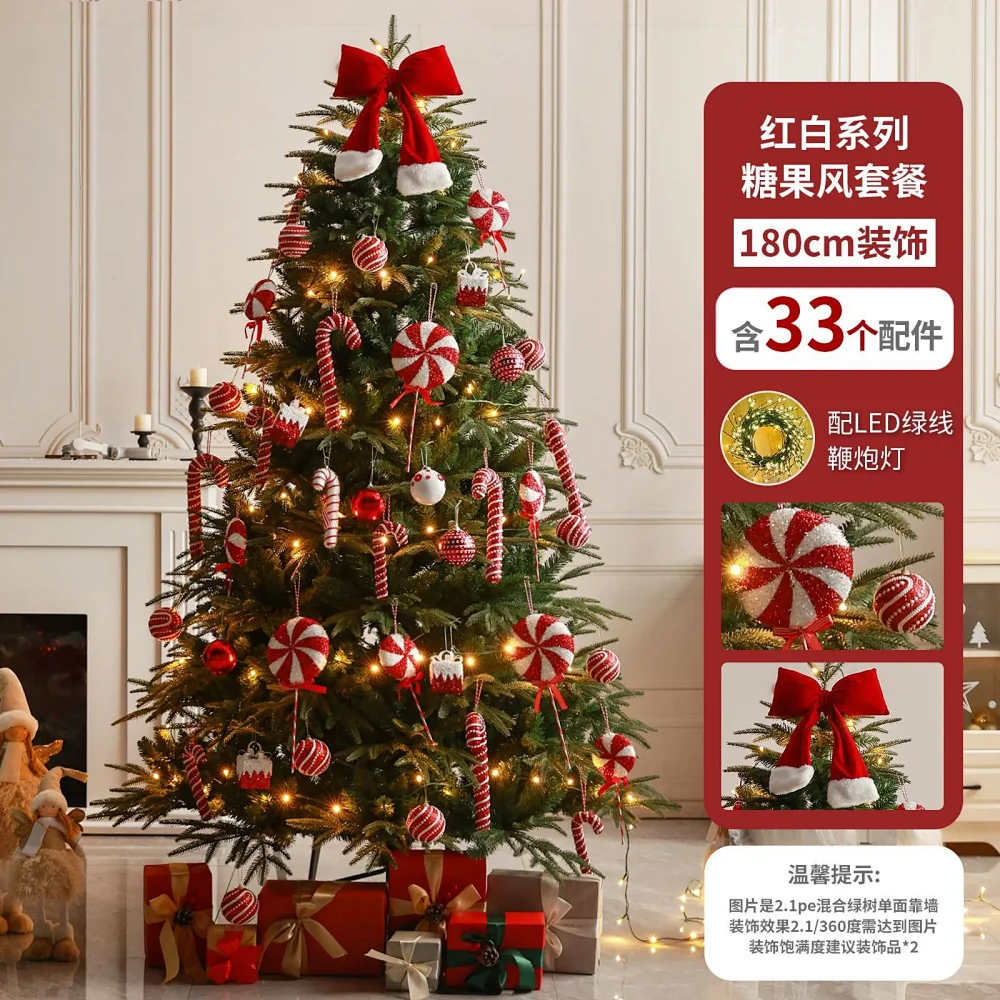 红白系列
糖果风套餐
180cm装饰
含33个配件
配LED绿线
鞭炮灯
温馨提示:
图片是2.1pe混合绿树单面靠墙
装饰效果2.1/360度需达到图片
装饰饱满度建议装饰品*2